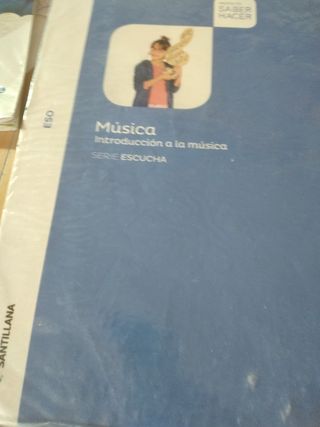 SABER
HACER
ESO
Música
Introducción a la música
SERIE ESCUCHA
SANTILLANA